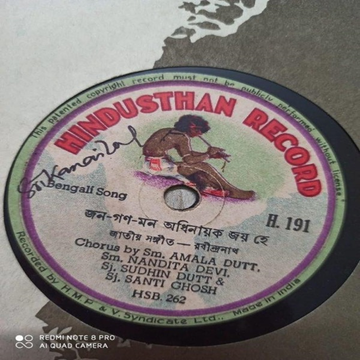 This patented copyright record must not be publicly performed without license!
HINDUSTHAN RECORD
Bengali Song
H. 191
জন-গণ-মন অধিনায়ক জয় হে
জাতীয় সঙ্গীত — রবীন্দ্রনাথ
Chorus by Sm. AMALA DUTT.
Sm. NANDITA DEVI.
Sj. SUDHIN DUTT &
Sj. SANTI GHOSH
HSB. 262
Recorded by H.M.P & V. Syndicate Ltd., Made in India
REDMI NOTE 8 PRO
AI QUAD CAMERA